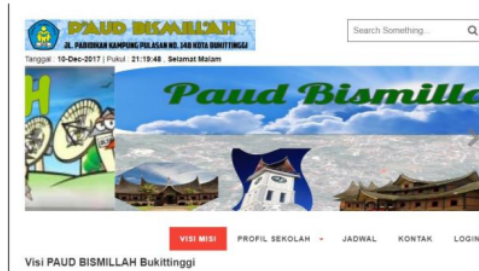 PAUD BISMILLAH
JL. PABIDIKAN KAMPUNG PULASAN NO. 148 KOTA BUKITTINGGI
Search Something...
Tanggal : 10-Dec-2017 | Pukul : 21:19:48 , Selamat Malam
H
Paud Bismilla
VISI MISI PROFIL SEKOLAH JADWAL KONTAK LOGIN
Visi PAUD BISMILLAH Bukittinggi